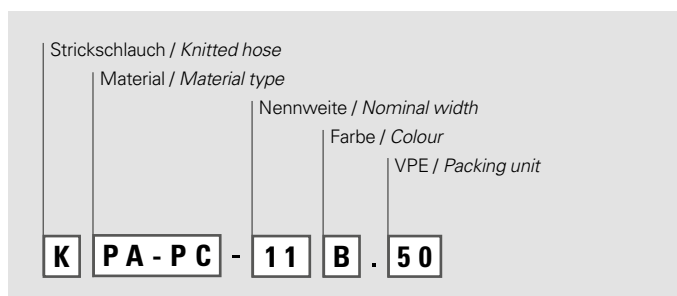 Strickschlauch / Knitted hose
Material / Material type
Nennweite / Nominal width
Farbe / Colour
VPE / Packing unit
K PA-PC - 11 B . 50